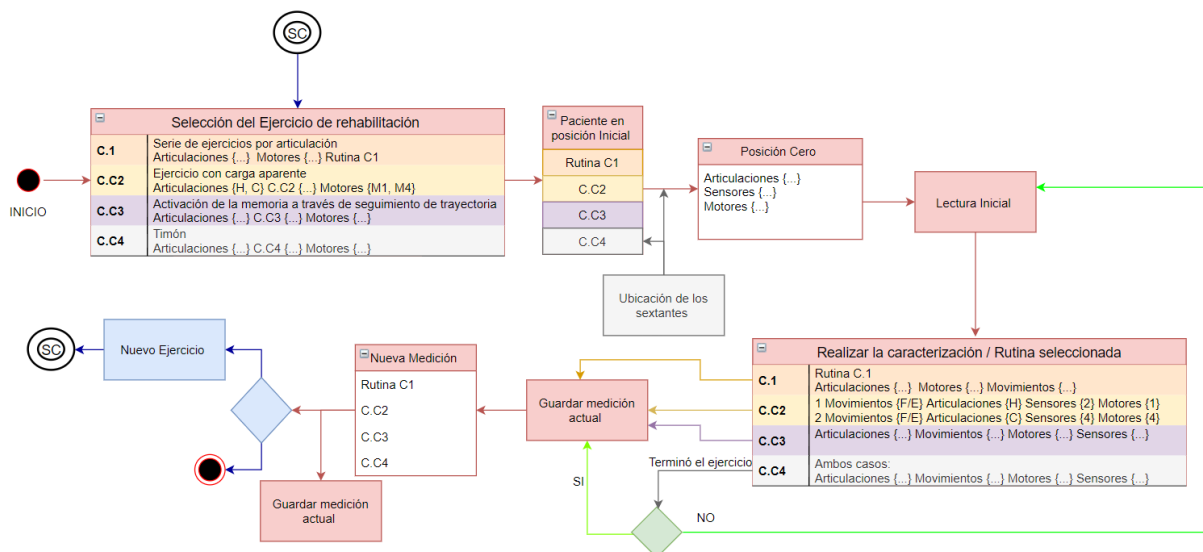 SC
Selección del Ejercicio de rehabilitación
C.1
Serie de ejercicios por articulación
Articulaciones {...} Motores {...} Rutina C1
C.C2
Ejercicio con carga aparente
Articulaciones {H, C} C.C2 {...} Motores {M1, M4}
C.C3
Activación de la memoria a través de seguimiento de trayectoria
Articulaciones {...} C.C3 {...} Motores {...}
C.C4
Timón
Articulaciones {...} C.C4 {...} Motores {...}
INICIO
Paciente en
posición Inicial
Rutina C1
C.C2
C.C3
C.C4
Posición Cero
Articulaciones {...}
Sensores {...}
Motores {...}
Lectura Inicial
Ubicación de los
sextantes
Realizar la caracterización / Rutina seleccionada
C.1
Rutina C.1
Articulaciones {...} Motores {...} Movimientos {...}
C.C2
1 Movimientos {F/E} Articulaciones {H} Sensores {2} Motores {1}
2 Movimientos {F/E} Articulaciones {C} Sensores {4} Motores {4}
C.C3
Articulaciones {...} Movimientos {...} Motores {...} Sensores {...}
C.C4
Ambos casos:
Articulaciones {...} Movimientos {...} Motores {...} Sensores {...}
Terminó el ejercicio
SI
NO
Guardar medición
actual
Nueva Medición
Rutina C1
C.C2
C.C3
C.C4
Guardar medición
actual
Nuevo Ejercicio
SC